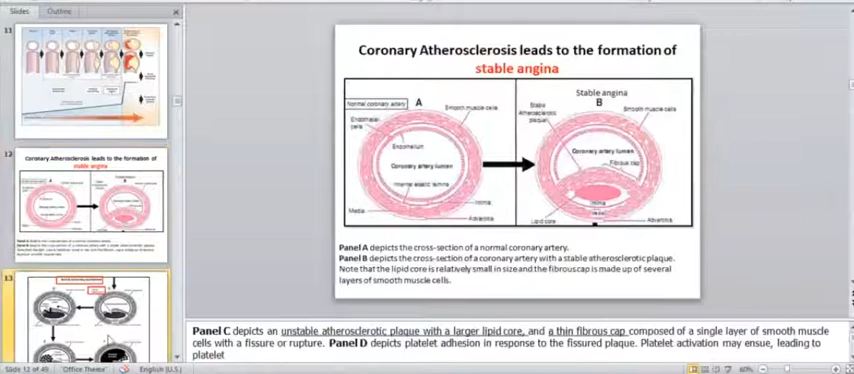 Slides
Outline
11
12
Coronary Atherosclerosis leads to the formation of
stable angina
13
Coronary Atherosclerosis leads to the formation of
stable angina
Normal coronary artery
A
Smooth muscle cells
Endothelial
cells
Endothelium
Coronary artery lumen
Internal elastic lamina
Intima
Media
Adventitia
Stable angina
B
Stable
Atherosclerotic
plaque
Smooth muscle cells
Coronary artery lumen
Fibrous cap
Intima
Media
Lipid core
Adventitia
Panel A depicts the cross-section of a normal coronary artery.
Panel B depicts the cross-section of a coronary artery with a stable atherosclerotic plaque.
Note that the lipid core is relatively small in size and the fibrous cap is made up of several
layers of smooth muscle cells.
Panel C depicts an unstable atherosclerotic plaque with a larger lipid core, and a thin fibrous cap composed of a single layer of smooth muscle
cells with a fissure or rupture. Panel D depicts platelet adhesion in response to the fissured plaque. Platelet activation may ensue, leading to
platelet
Slide 12 of 49
"Office Theme"
English (U.S.)
60%